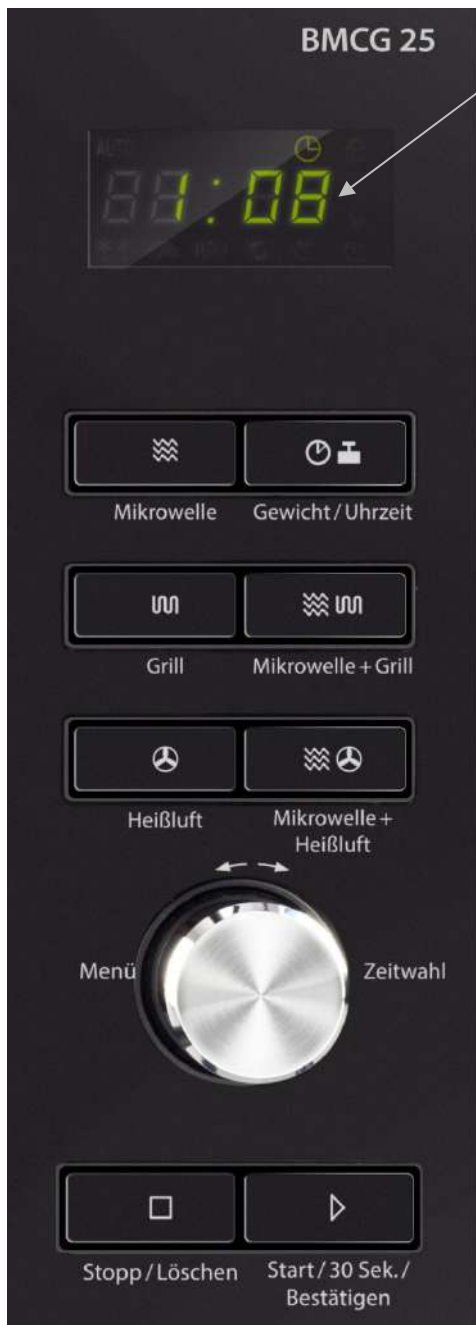 BMCG 25
1:08
Mikrowelle
Gewicht / Uhrzeit
Grill
Mikrowelle + Grill
Heißluft
Mikrowelle +
Heißluft
Menü
Zeitwahl
Stopp / Löschen
Start / 30 Sek. /
Bestätigen